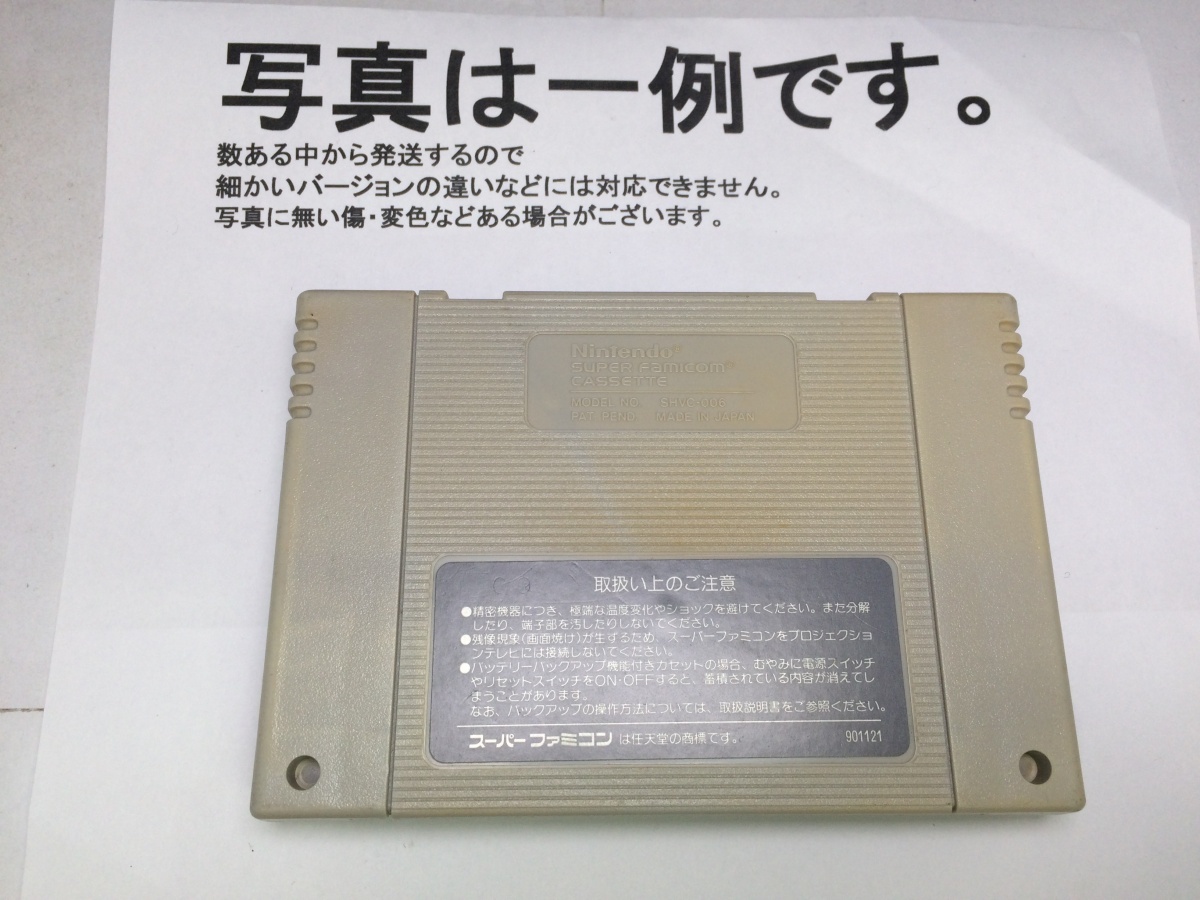 写真は一例です。
数ある中から発送するので
細かいバージョンの違いなどには対応できません。
写真に無い傷・変色などある場合がございます。
Nintendo®
SUPER Famicom™
CASSETTE
MODEL NO. SHVC-006
PAT. PEND. MADE IN JAPAN
取扱い上のご注意
●精密機器につき、極端な温度変化やショックを避けてください。また分解
したり、端子部を汚したりしないでください。
●残像現象(画面焼け)が生ずるため、スーパーファミコンをプロジェクショ
ンテレビには接続しないでください。
●バッテリーバックアップ機能付きカセットの場合、むやみに電源スイッチ
やリセットスイッチをON・OFFすると、蓄積されている内容が消えてし
まうことがあります。
なお、バックアップの操作方法については、取扱説明書をご参照ください。
スーパーファミコン は任天堂の商標です。 901121